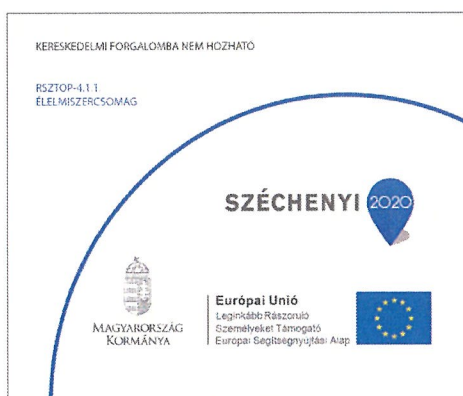 KERESKEDELMI FORGALOMBA NEM HOZHATÓ
RSZTOP-4.1.1.
ÉLELMISZERCSOMAG
SZÉCHENYI 2020
MAGYARORSZÁG
KORMÁNYA
Európai Unió
Leginkább Rászoruló
Személyeket Támogató
Európai Segítségnyújtási Alap